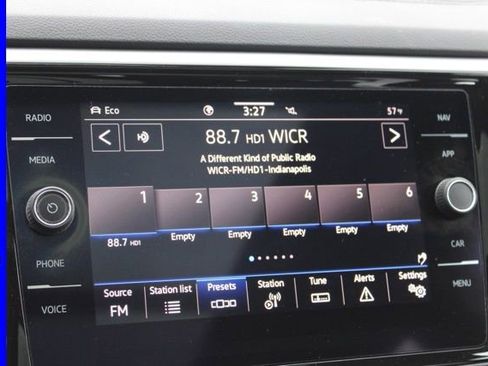 Eco 3:27 57°F
RADIO NAV
88.7 HD1 WICR
MEDIA APP
A Different Kind of Public Radio
WICR-FM/HD1-Indianapolis
1 2 3 4 5 6
88.7 HD1 Empty Empty Empty Empty Empty
PHONE CAR
Source Station list Presets Station Tune Alerts Settings
FM
VOICE MENU